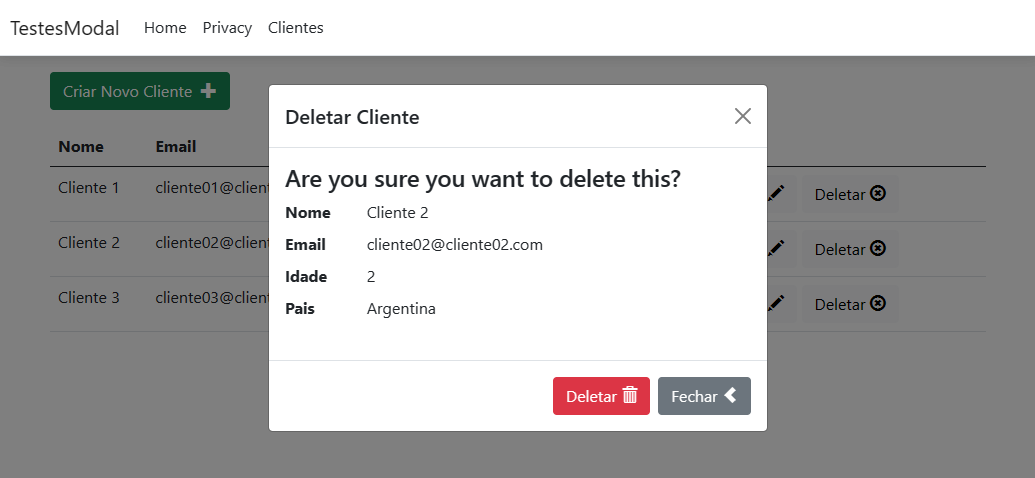 TestesModal Home Privacy Clientes
Criar Novo Cliente
Deletar Cliente
Nome Email
Are you sure you want to delete this?
Cliente 1 cliente01@client Deletar
Nome Cliente 2
Cliente 2 cliente02@client Deletar
Email cliente02@cliente02.com
Idade 2
Cliente 3 cliente03@client Deletar
Pais Argentina
Deletar Fechar